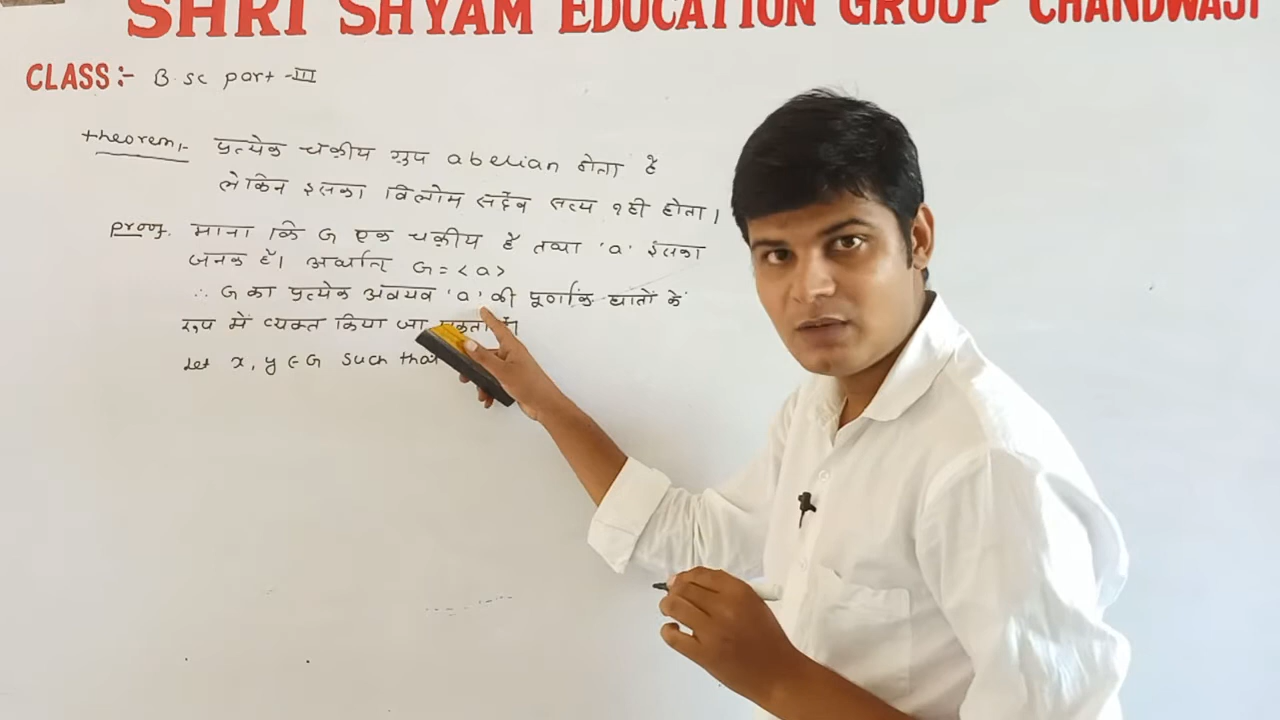 SHRI SHYAM EDUCATION GROUP CHANDWAJI
CLASS:- B.sc part -III
theorem:- प्रत्येक चक्रीय ग्रुप abelian होता है
लेकिन इसका विलोम सदैव सत्य नही होता।
proof. माना कि G एक चक्रीय है तथा 'a' इसका
जनक है। अर्थात् G = <a>
∴ G का प्रत्येक अवयव 'a' की पूर्णांक घातों के
रूप में व्यक्त किया जा
Let x, y ∈ G such that